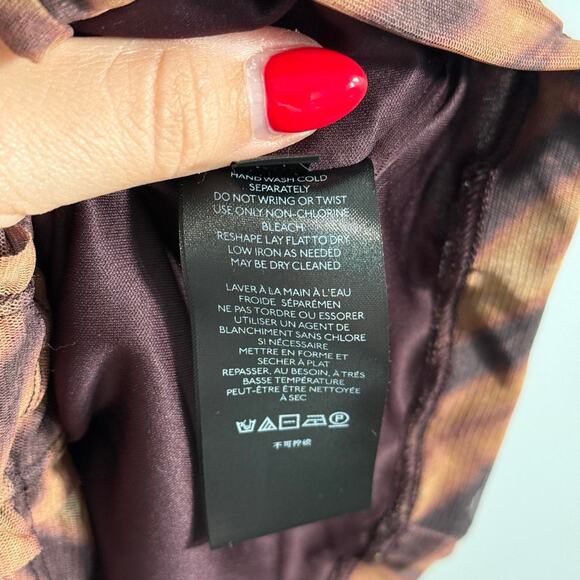 HAND WASH COLD
SEPARATELY
DO NOT WRING OR TWIST
USE ONLY NON-CHLORINE
BLEACH
RESHAPE LAY FLAT TO DRY
LOW IRON AS NEEDED
MAY BE DRY CLEANED
LAVER À LA MAIN À L'EAU
FROIDE SÉPARÉMEN
NE PAS TORDRE OU ESSORER
UTILISER UN AGENT DE
BLANCHIMENT SANS CHLORE
SI NÉCESSAIRE
METTRE EN FORME ET
SÉCHER À PLAT
REPASSER, AU BESOIN, À TRÉS
BASSE TEMPÉRATURE
PEUT-ÊTRE ÊTRE NETTOYÉE
À SEC
P
不可拧绞